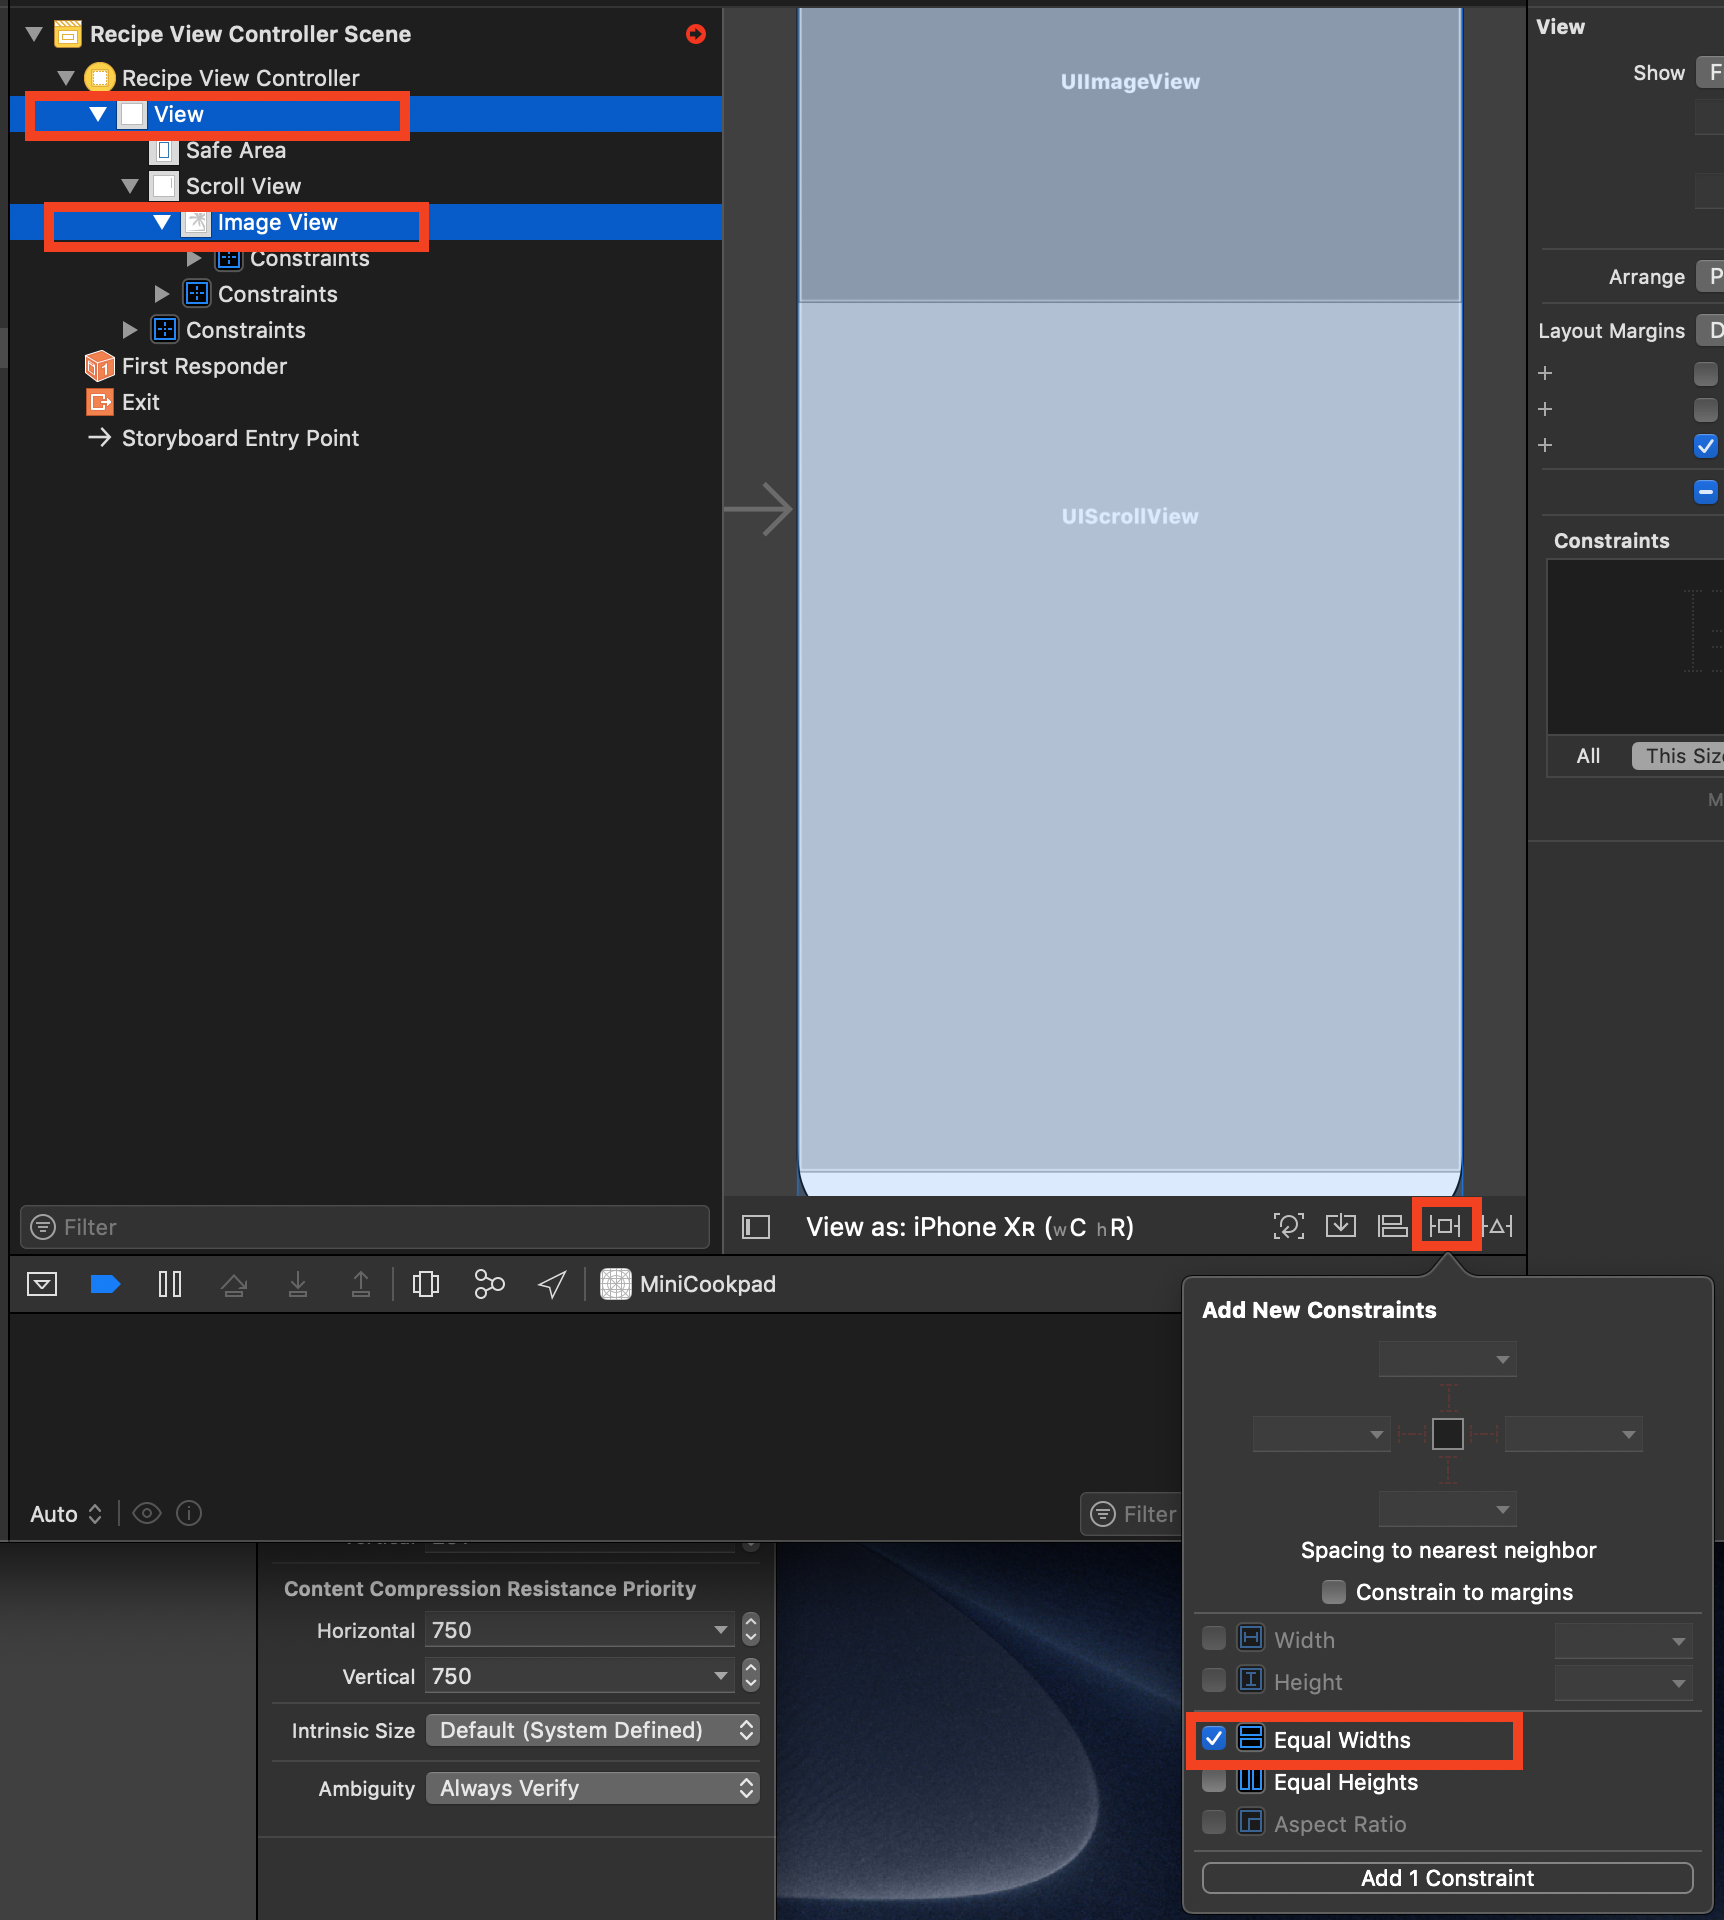 Recipe View Controller Scene
Recipe View Controller
View
Safe Area
Scroll View
Image View
Constraints
Constraints
Constraints
First Responder
Exit
Storyboard Entry Point
Filter
UIImageView
UIScrollView
View as: iPhone XR (wC hR)
View
Show F
Arrange P
Layout Margins D
Constraints
All This Size
M
MiniCookpad
Auto
Filter
Content Compression Resistance Priority
Horizontal 750
Vertical 750
Intrinsic Size Default (System Defined)
Ambiguity Always Verify
Add New Constraints
Spacing to nearest neighbor
Constrain to margins
Width
Height
Equal Widths
Equal Heights
Aspect Ratio
Add 1 Constraint